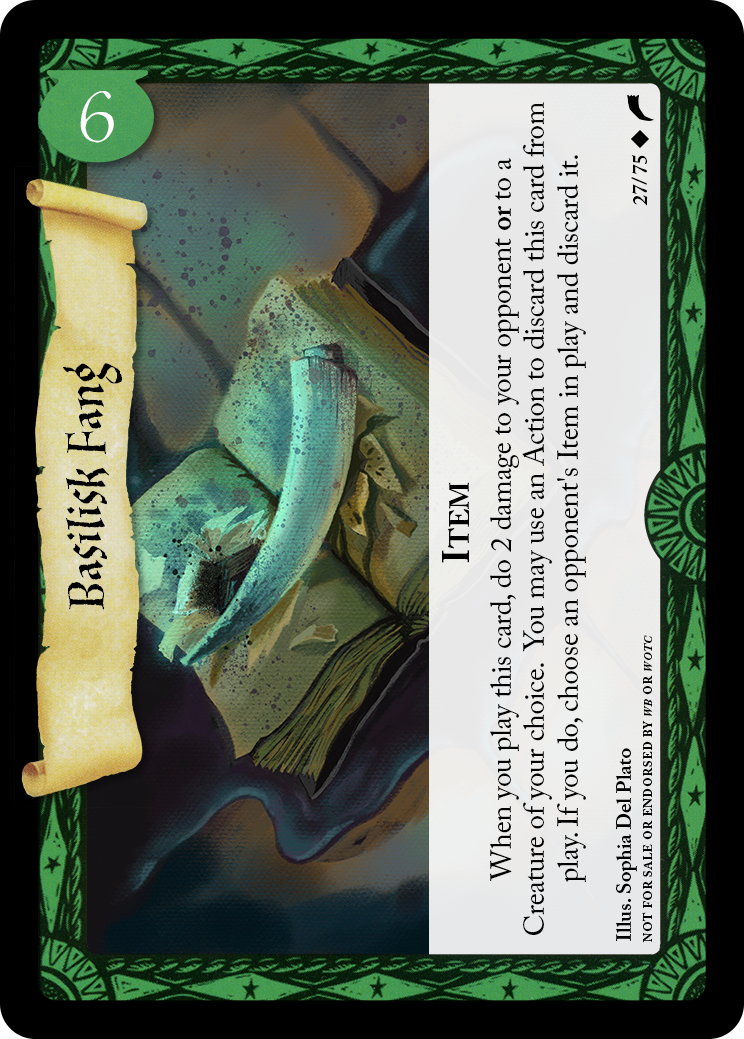 6
Basilisk Fang
ITEM
When you play this card, do 2 damage to your opponent or to a
Creature of your choice. You may use an Action to discard this card from
play. If you do, choose an opponent's Item in play and discard it.
Illus. Sophia Del Plato
27/75
NOT FOR SALE OR ENDORSED BY WB OR WOTC